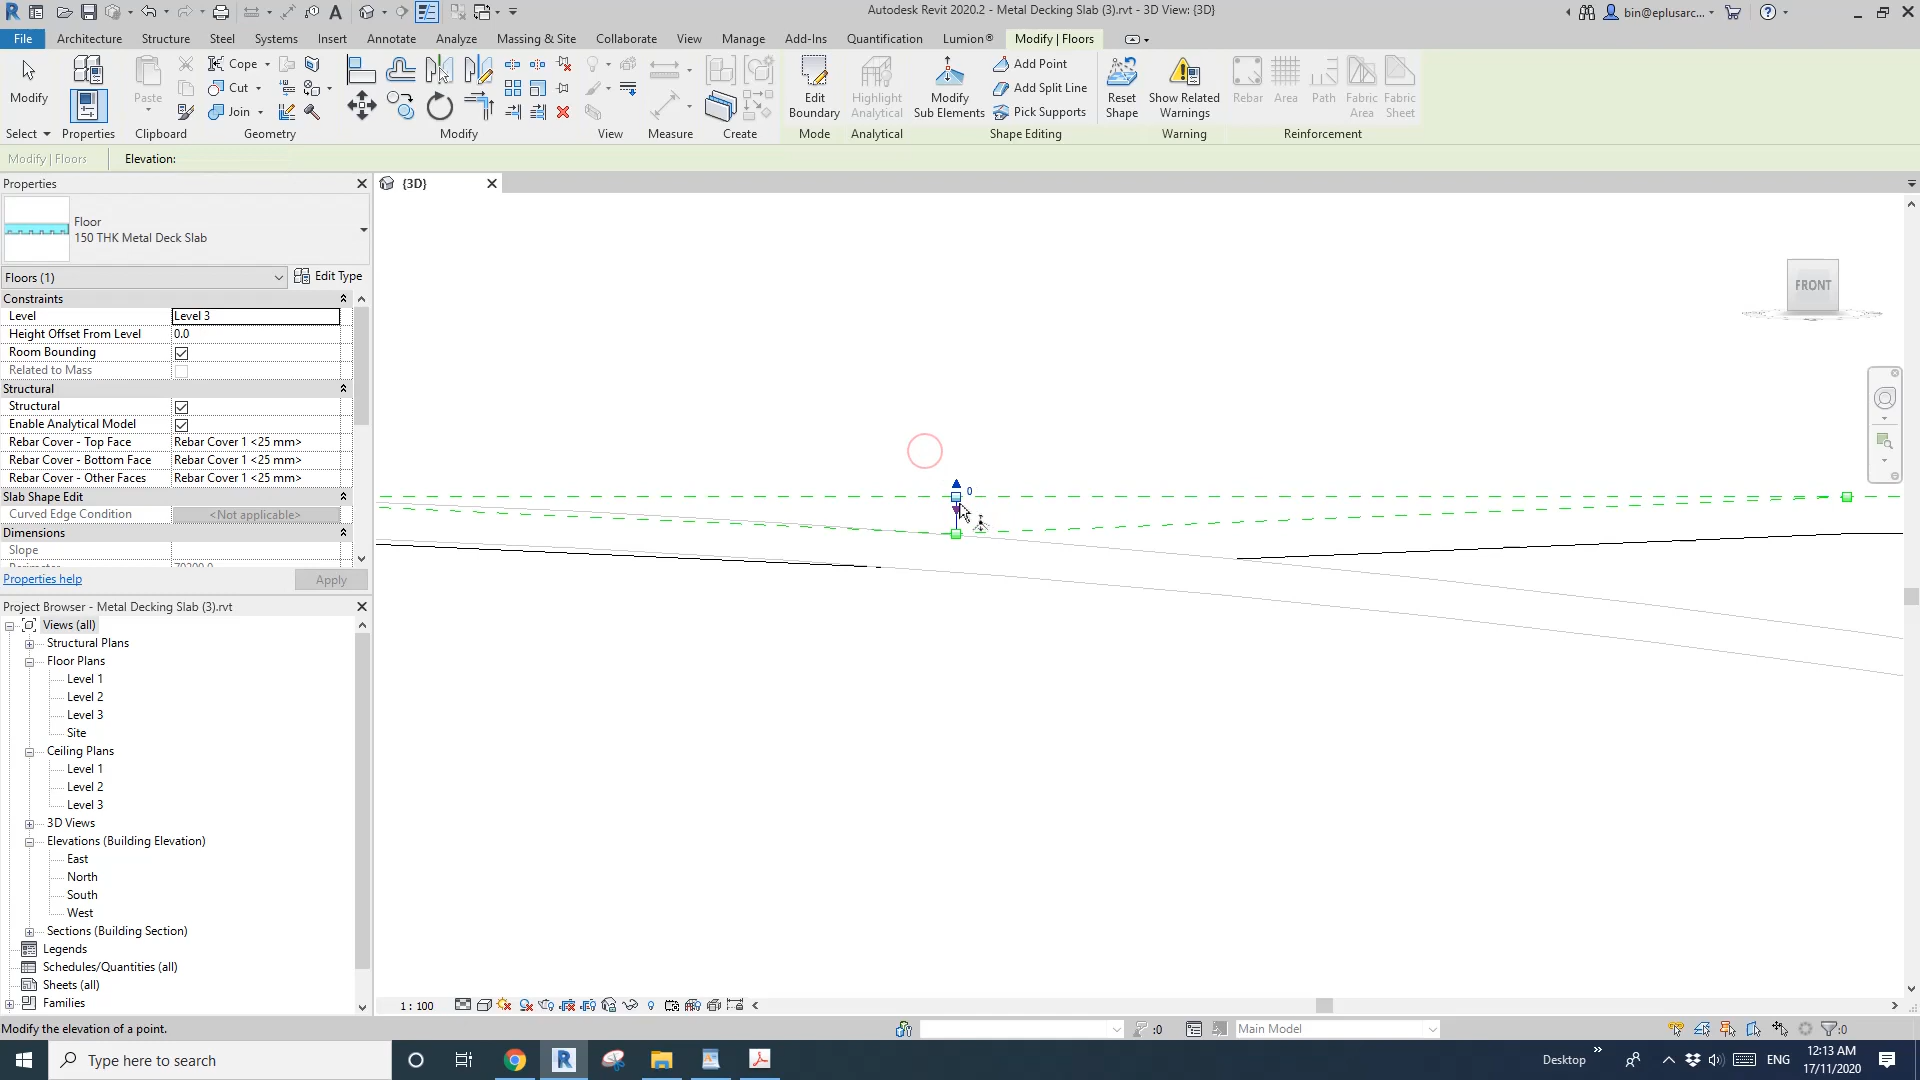 Autodesk Revit 2020.2 - Metal Decking Slab (3).rvt - 3D View: {3D}
bin@eplusarc...
File Architecture Structure Steel Systems Insert Annotate Analyze Massing & Site Collaborate View Manage Add-Ins Quantification Lumion® Modify | Floors
Modify
Paste
Cope
Cut
Join
Edit Boundary
Highlight Analytical
Modify Sub Elements
Add Point
Add Split Line
Pick Supports
Reset Shape
Show Related Warnings
Rebar
Area
Path
Fabric Area
Fabric Sheet
Select Properties Clipboard Geometry Modify View Measure Create Mode Analytical Shape Editing Warning Reinforcement
Modify | Floors Elevation:
Properties
{3D}
Floor
150 THK Metal Deck Slab
Floors (1) Edit Type
Constraints
Level Level 3
Height Offset From Level 0.0
Room Bounding
Related to Mass
Structural
Structural
Enable Analytical Model
Rebar Cover - Top Face Rebar Cover 1 <25 mm>
Rebar Cover - Bottom Face Rebar Cover 1 <25 mm>
Rebar Cover - Other Faces Rebar Cover 1 <25 mm>
Slab Shape Edit
Curved Edge Condition <Not applicable>
Dimensions
Slope
Properties help Apply
FRONT
0
Project Browser - Metal Decking Slab (3).rvt
Views (all)
Structural Plans
Floor Plans
Level 1
Level 2
Level 3
Site
Ceiling Plans
Level 1
Level 2
Level 3
3D Views
Elevations (Building Elevation)
East
North
South
West
Sections (Building Section)
Legends
Schedules/Quantities (all)
Sheets (all)
Families
1 : 100
Modify the elevation of a point.
:0
Main Model
:0
Type here to search
Desktop
ENG
12:13 AM
17/11/2020